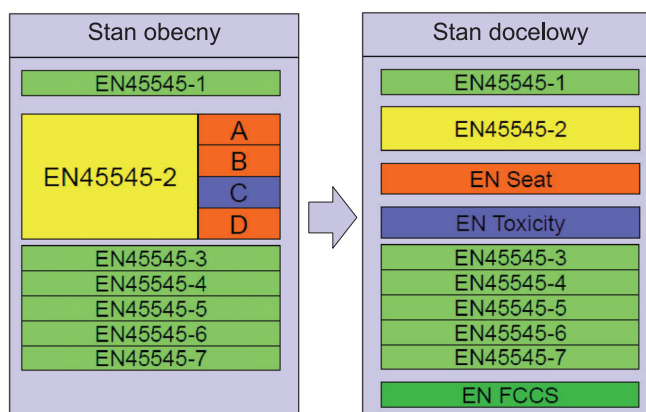 Stan obecny
EN45545-1
EN45545-2
A
B
C
D
EN45545-3
EN45545-4
EN45545-5
EN45545-6
EN45545-7
Stan docelowy
EN45545-1
EN45545-2
EN Seat
EN Toxicity
EN45545-3
EN45545-4
EN45545-5
EN45545-6
EN45545-7
EN FCCS